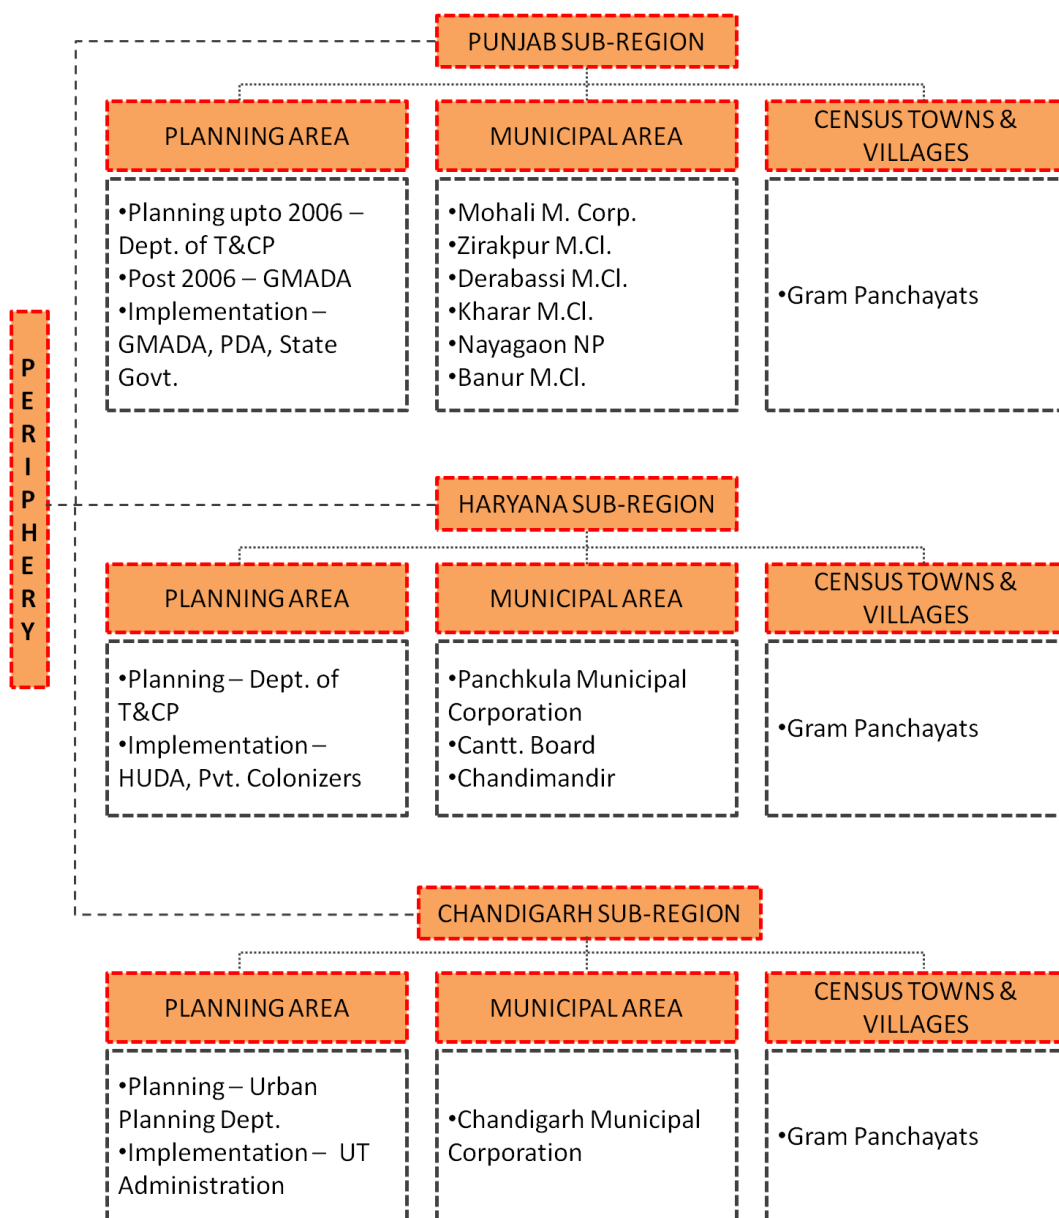 PERIPHERY
PUNJAB SUB-REGION
PLANNING AREA
•Planning upto 2006 –
Dept. of T&CP
•Post 2006 – GMADA
•Implementation –
GMADA, PDA, State
Govt.
MUNICIPAL AREA
•Mohali M. Corp.
•Zirakpur M.Cl.
•Derabassi M.Cl.
•Kharar M.Cl.
•Nayagaon NP
•Banur M.Cl.
CENSUS TOWNS &
VILLAGES
•Gram Panchayats
HARYANA SUB-REGION
PLANNING AREA
•Planning – Dept. of
T&CP
•Implementation –
HUDA, Pvt. Colonizers
MUNICIPAL AREA
•Panchkula Municipal
Corporation
•Cantt. Board
•Chandimandir
CENSUS TOWNS &
VILLAGES
•Gram Panchayats
CHANDIGARH SUB-REGION
PLANNING AREA
•Planning – Urban
Planning Dept.
•Implementation – UT
Administration
MUNICIPAL AREA
•Chandigarh Municipal
Corporation
CENSUS TOWNS &
VILLAGES
•Gram Panchayats